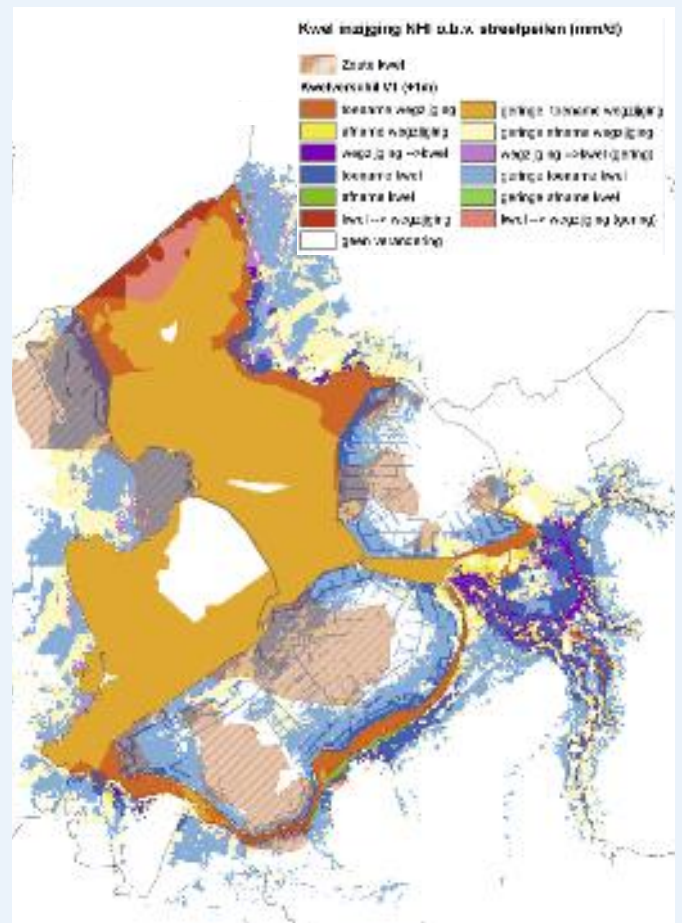 Kwel inzijging NHI o.b.v. streefpeilen (mm/d)
Zoute kwel
Kwelverschil V1 (+1m)
toename wegzijging geringe toename wegzijging
afname wegzijging geringe afname wegzijging
wegzijging -->kwel wegzijging -->kwel (gering)
toename kwel geringe toename kwel
afname kwel geringe afname kwel
kwel --> wegzijging kwel --> wegzijging (gering)
geen verandering